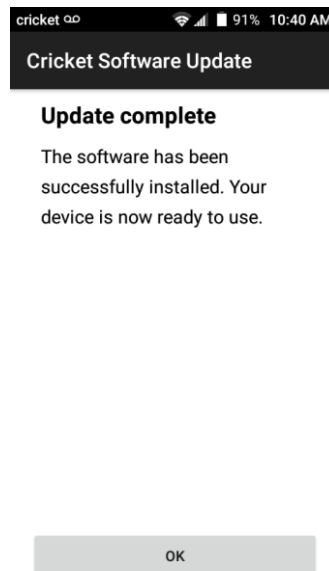 cricket 91% 10:40 AM
Cricket Software Update
Update complete
The software has been
successfully installed. Your
device is now ready to use.
OK